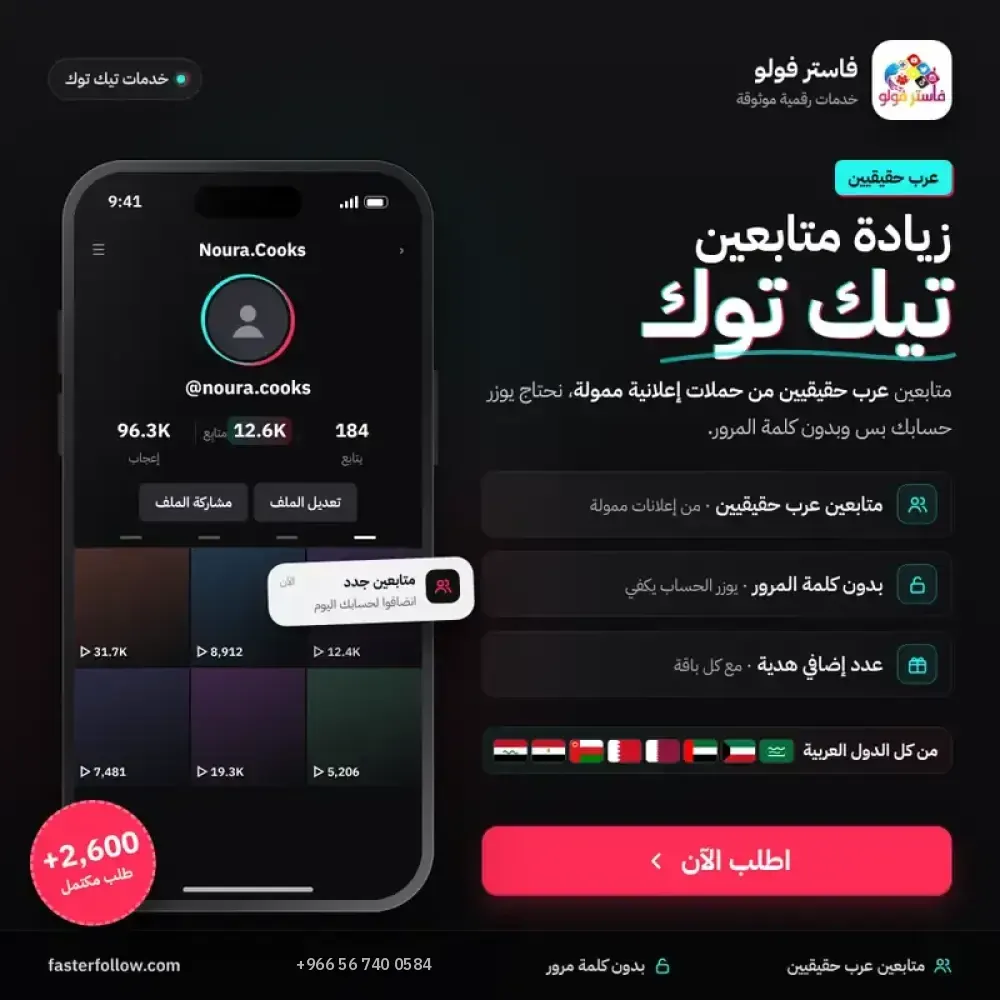 فاستر فولو
فاستر فولو
خدمات رقمية موثوقة
خدمات تيك توك
عرب حقيقيين
زيادة متابعين
تيك توك
متابعين عرب حقيقيين من حملات إعلانية ممولة، نحتاج يوزر
حسابك بس وبدون كلمة المرور.
متابعين عرب حقيقيين · من إعلانات ممولة
بدون كلمة المرور · يوزر الحساب يكفي
عدد إضافي هدية · مع كل باقة
من كل الدول العربية
اطلب الآن
9:41
Noura.Cooks
@noura.cooks
184
يتابع
12.6K
متابع
96.3K
إعجاب
تعديل الملف
مشاركة الملف
متابعين جدد
الآن
انضافوا لحسابك اليوم
31.7K
8,912
12.4K
7,481
19.3K
5,206
+2,600
طلب مكتمل
متابعين عرب حقيقيين
بدون كلمة مرور
+966 56 740 0584
fasterfollow.com